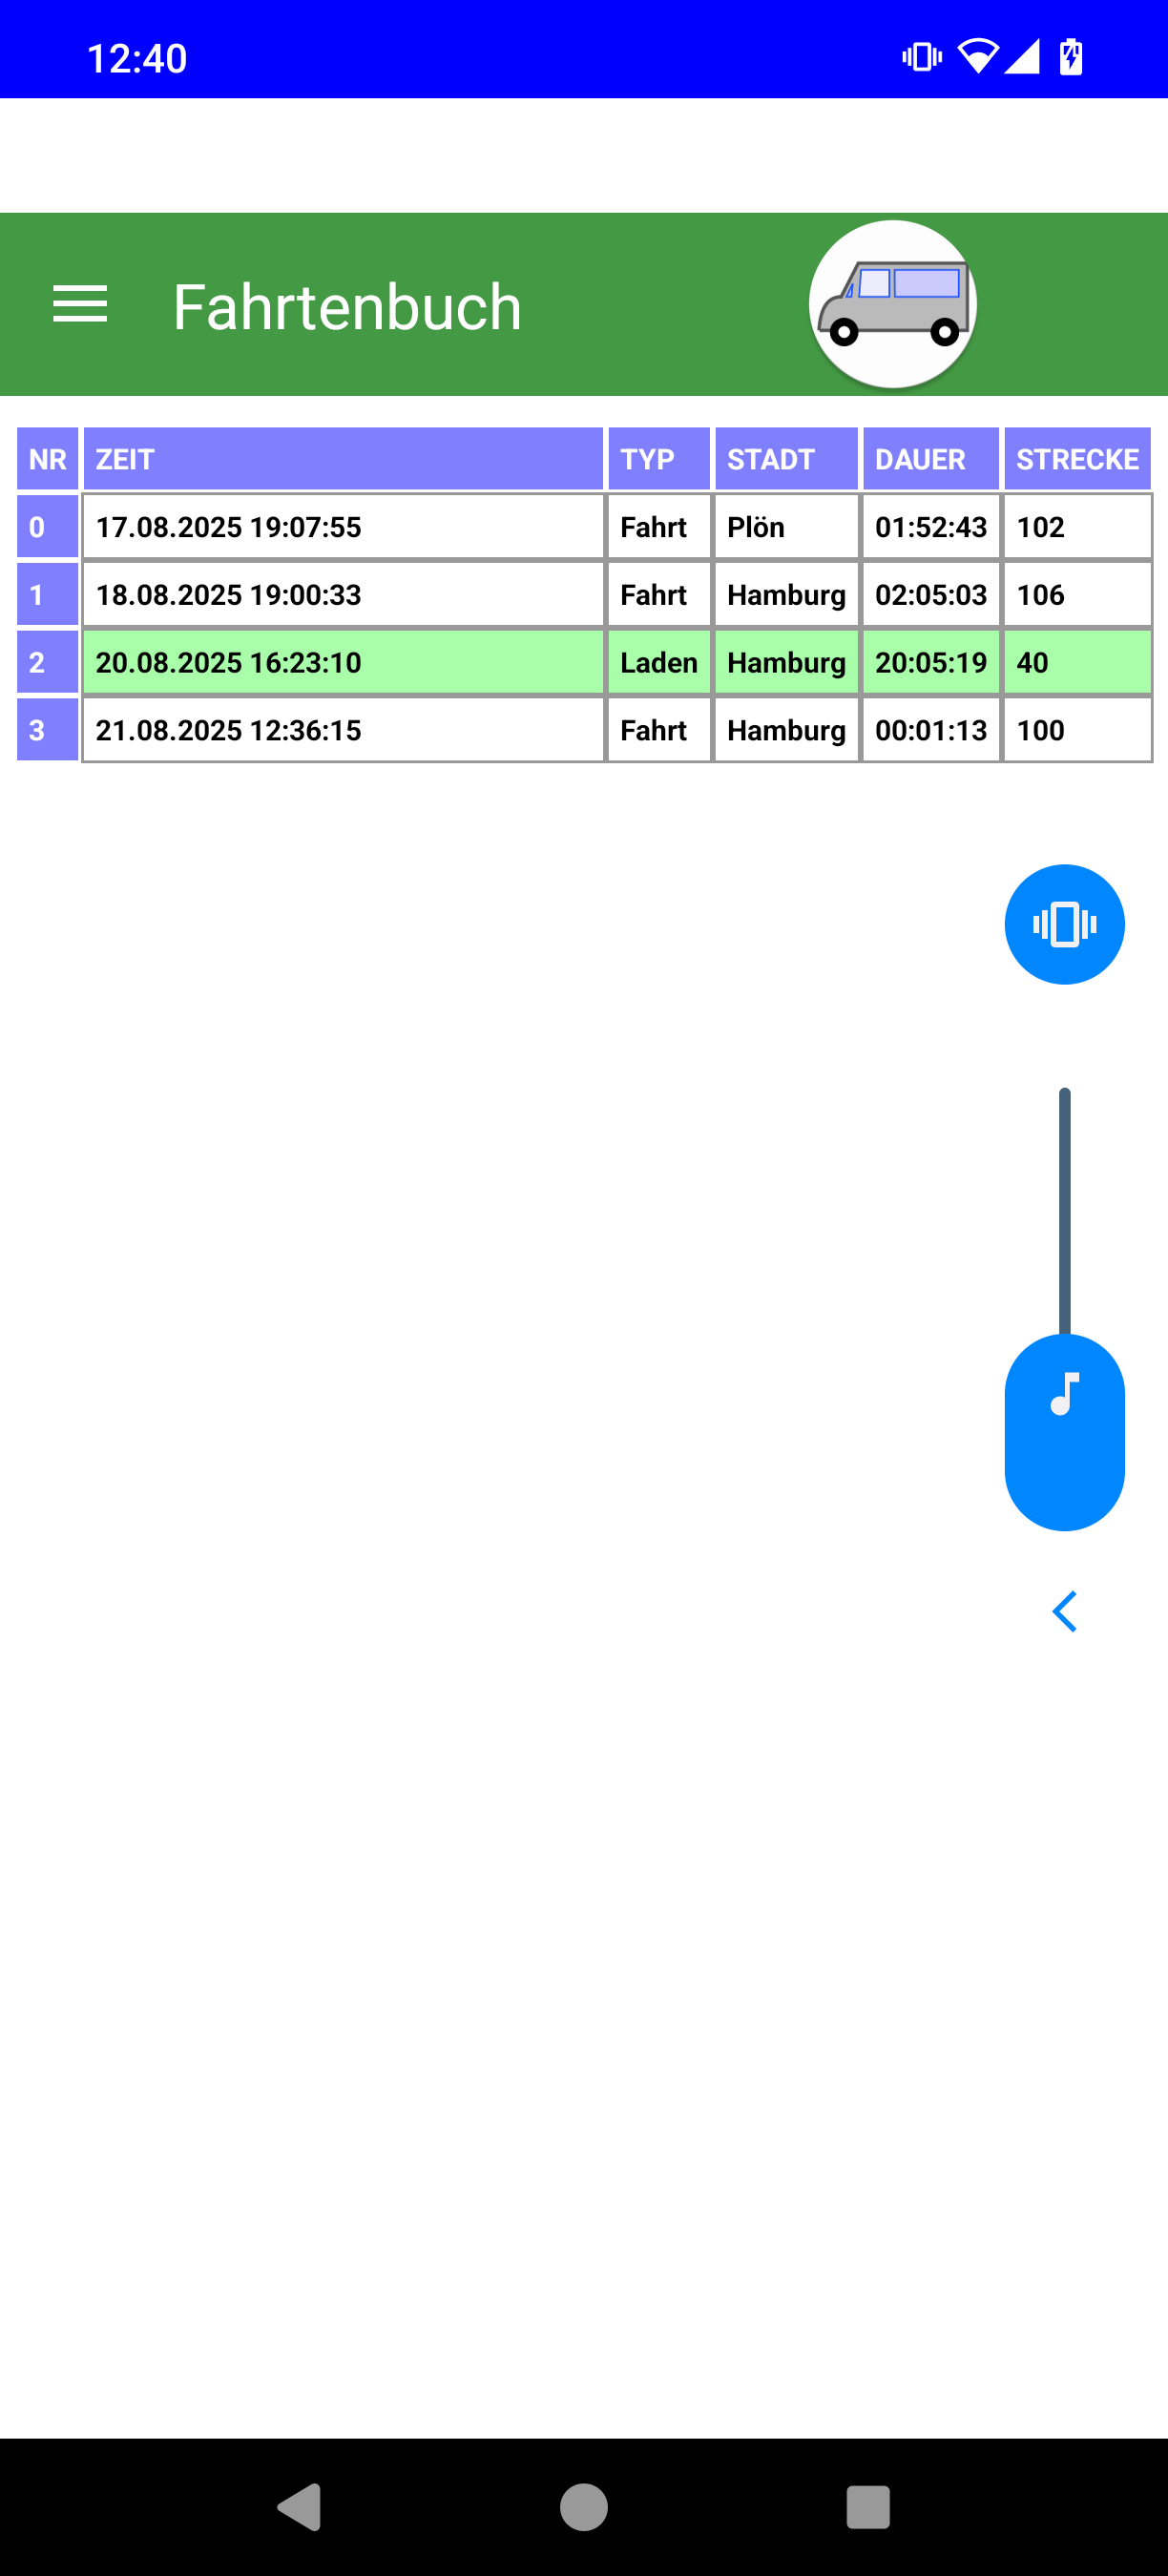 12:40
Fahrtenbuch
NR ZEIT TYP STADT DAUER STRECKE
0 17.08.2025 19:07:55 Fahrt Plön 01:52:43 102
1 18.08.2025 19:00:33 Fahrt Hamburg 02:05:03 106
2 20.08.2025 16:23:10 Laden Hamburg 20:05:19 40
3 21.08.2025 12:36:15 Fahrt Hamburg 00:01:13 100